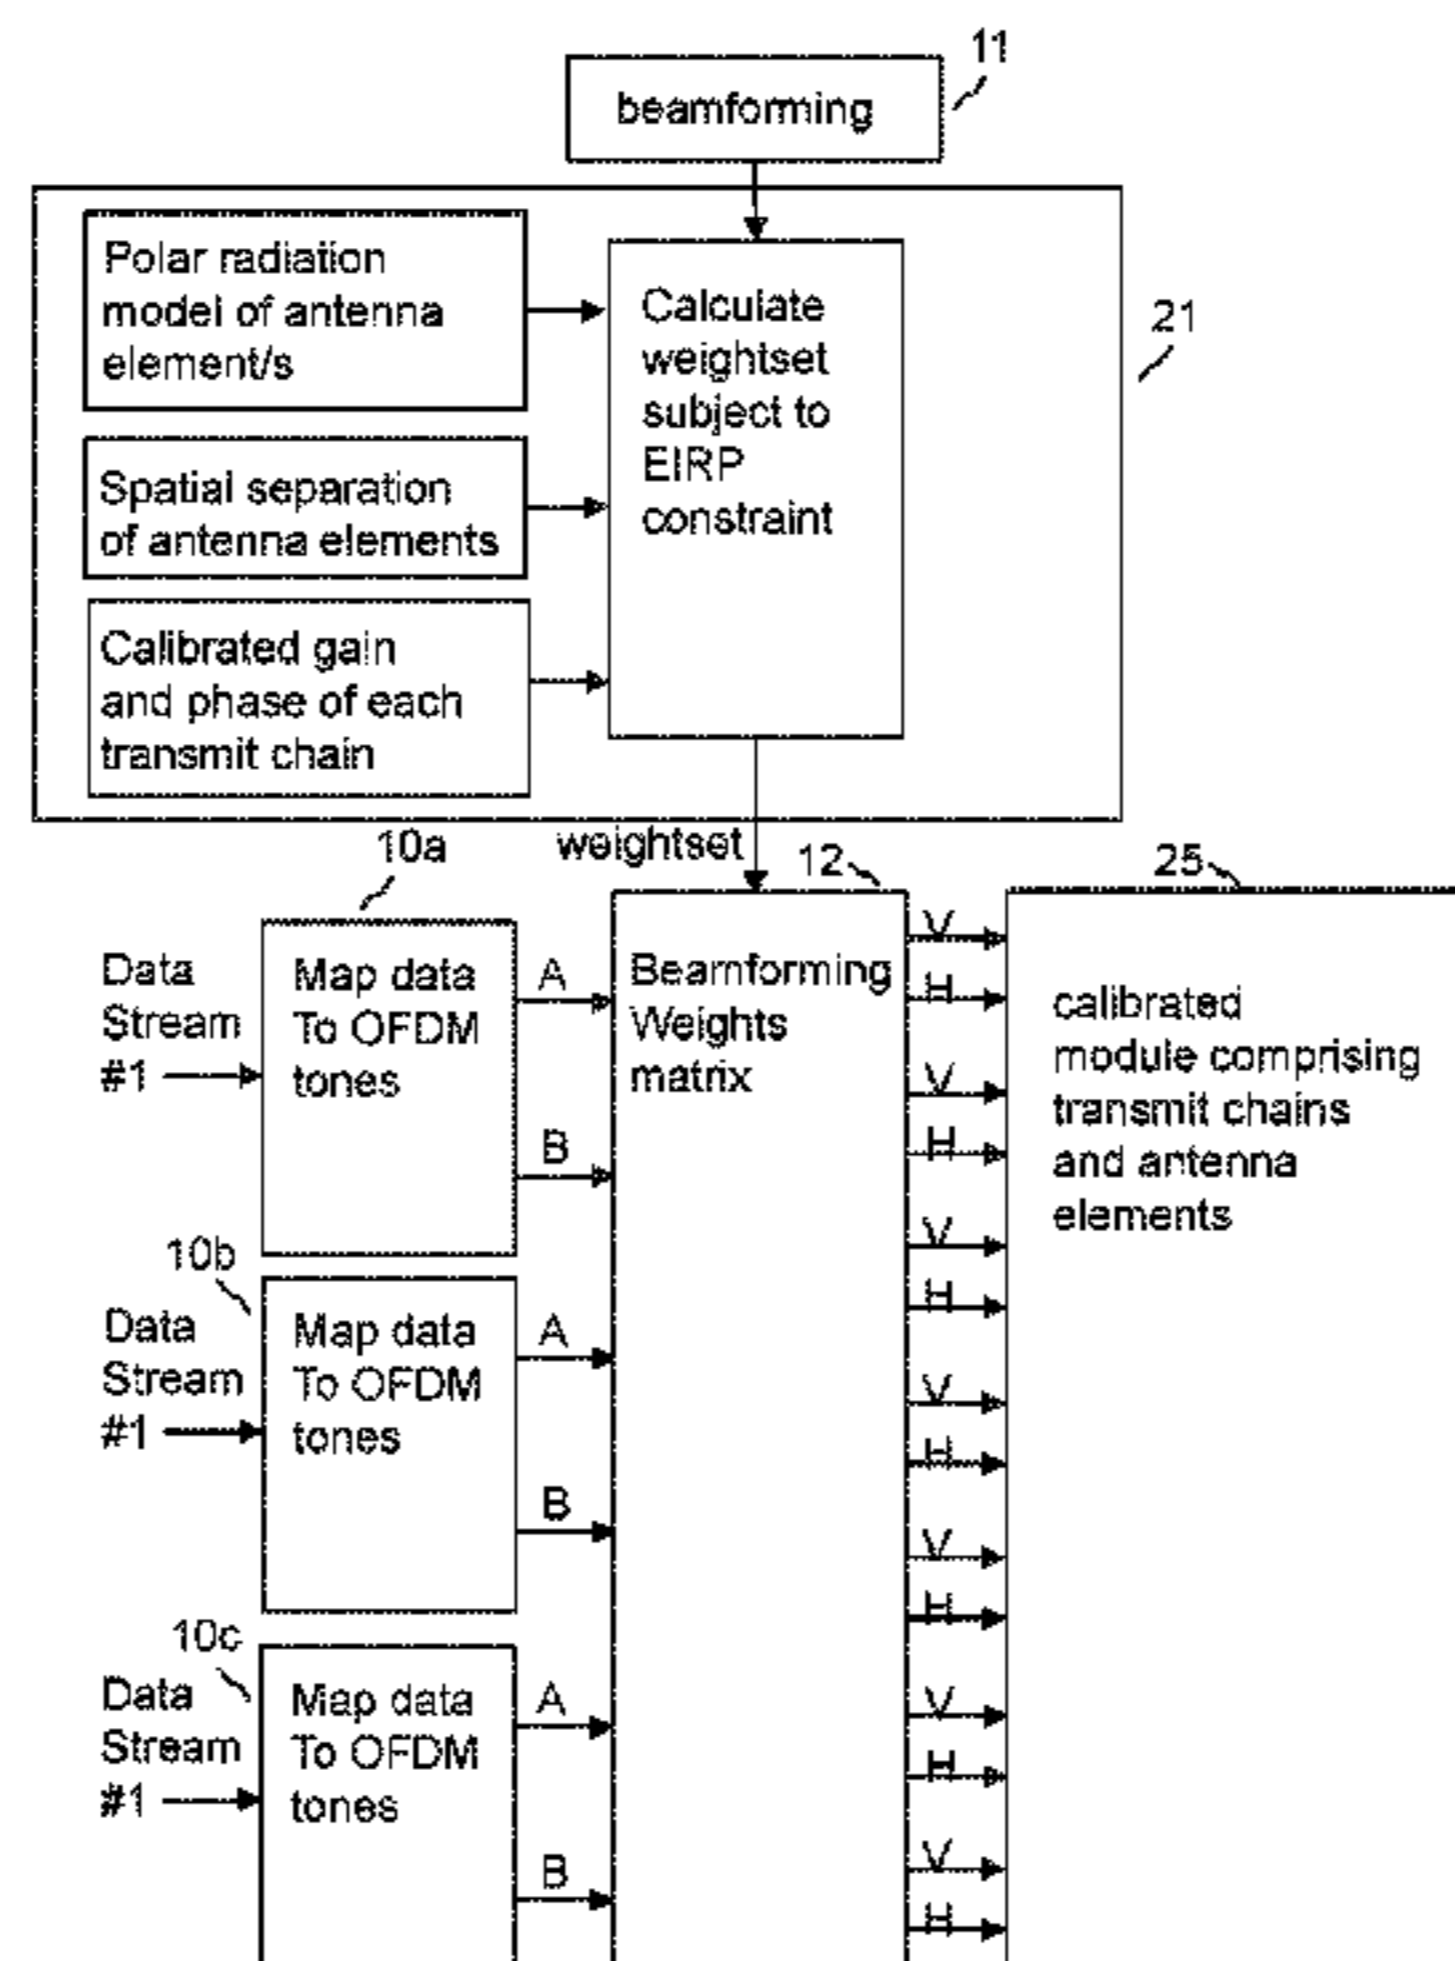 11
beamforming
Polar radiation
model of antenna
element/s
Calculate
weightset
subject to
EIRP
constraint
21
Spatial separation
of antenna elements
Calibrated gain
and phase of each
transmit chain
weightset
10a
12
25
Data
Stream
#1
Map data
To OFDM
tones
A
B
Beamforming
Weights
matrix
V
H
V
H
V
H
V
H
V
H
V
H
V
H
calibrated
module comprising
transmit chains
and antenna
elements
10b
Data
Stream
#1
Map data
To OFDM
tones
A
B
10c
Data
Stream
#1
Map data
To OFDM
tones
A
B